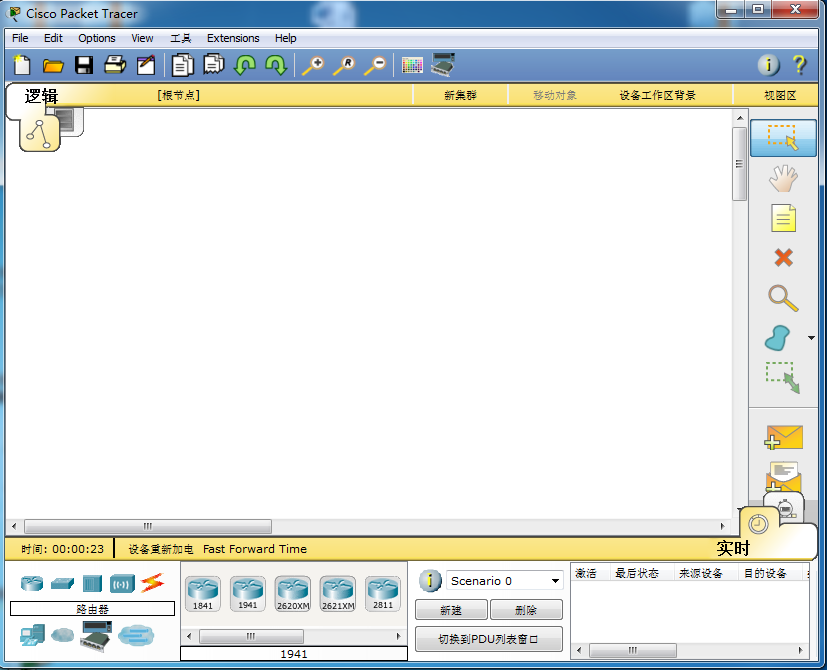 Cisco Packet Tracer
File Edit Options View 工具 Extensions Help
逻辑 [根节点] 新集群 移动对象 设备工作区背景 视图区
时间: 00:00:23 设备重新加电 Fast Forward Time 实时
路由器
1841 1941 2620XM 2621XM 2811
1941
Scenario 0
新建 删除
切换到PDU列表窗口
激活 最后状态 来源设备 目的设备